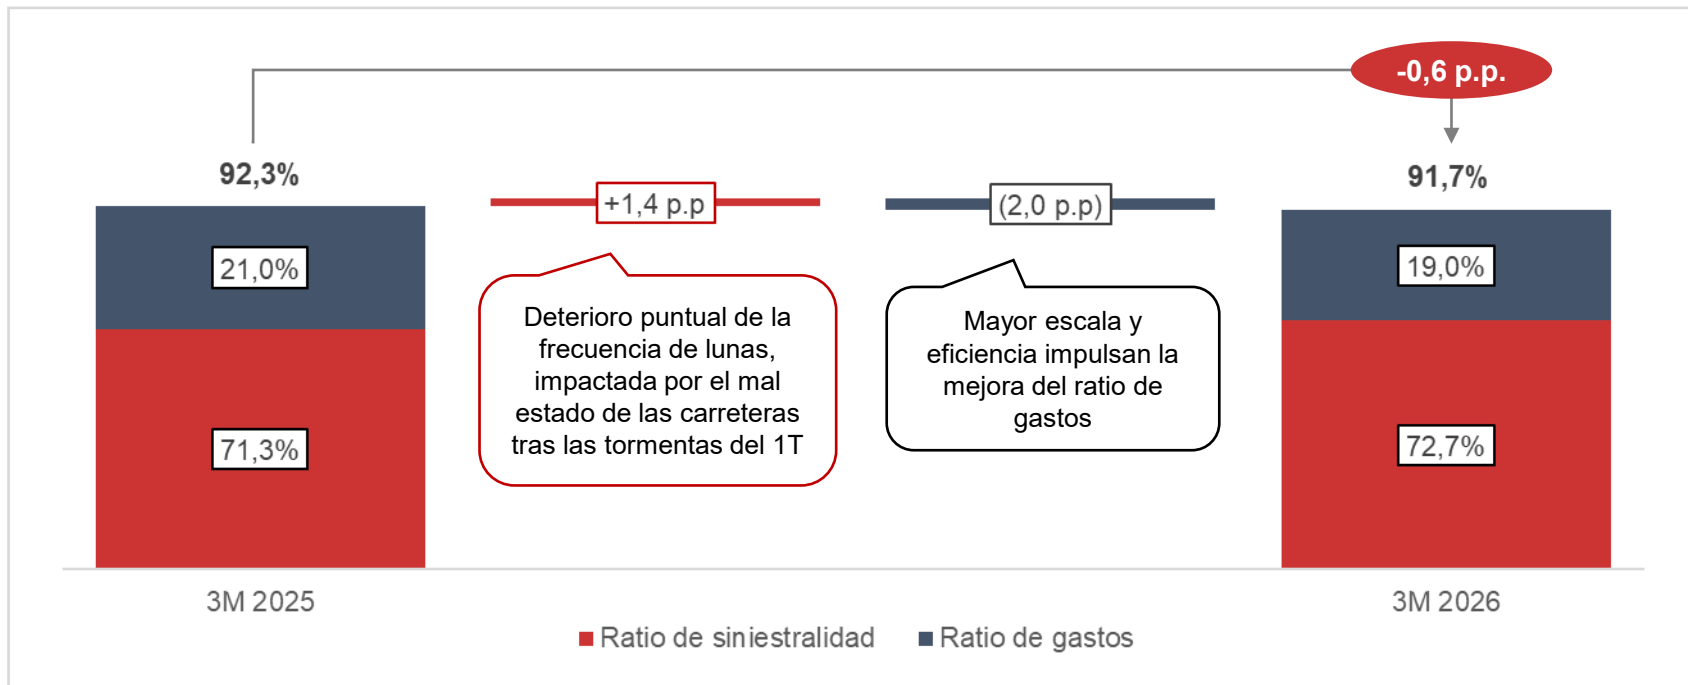 -0,6 p.p.
92,3%
+1,4 p.p
(2,0 p.p)
91,7%
21,0%
19,0%
Deterioro puntual de la
frecuencia de lunas,
impactada por el mal
estado de las carreteras
tras las tormentas del 1T
Mayor escala y
eficiencia impulsan la
mejora del ratio de
gastos
71,3%
72,7%
3M 2025
3M 2026
Ratio de siniestralidad
Ratio de gastos